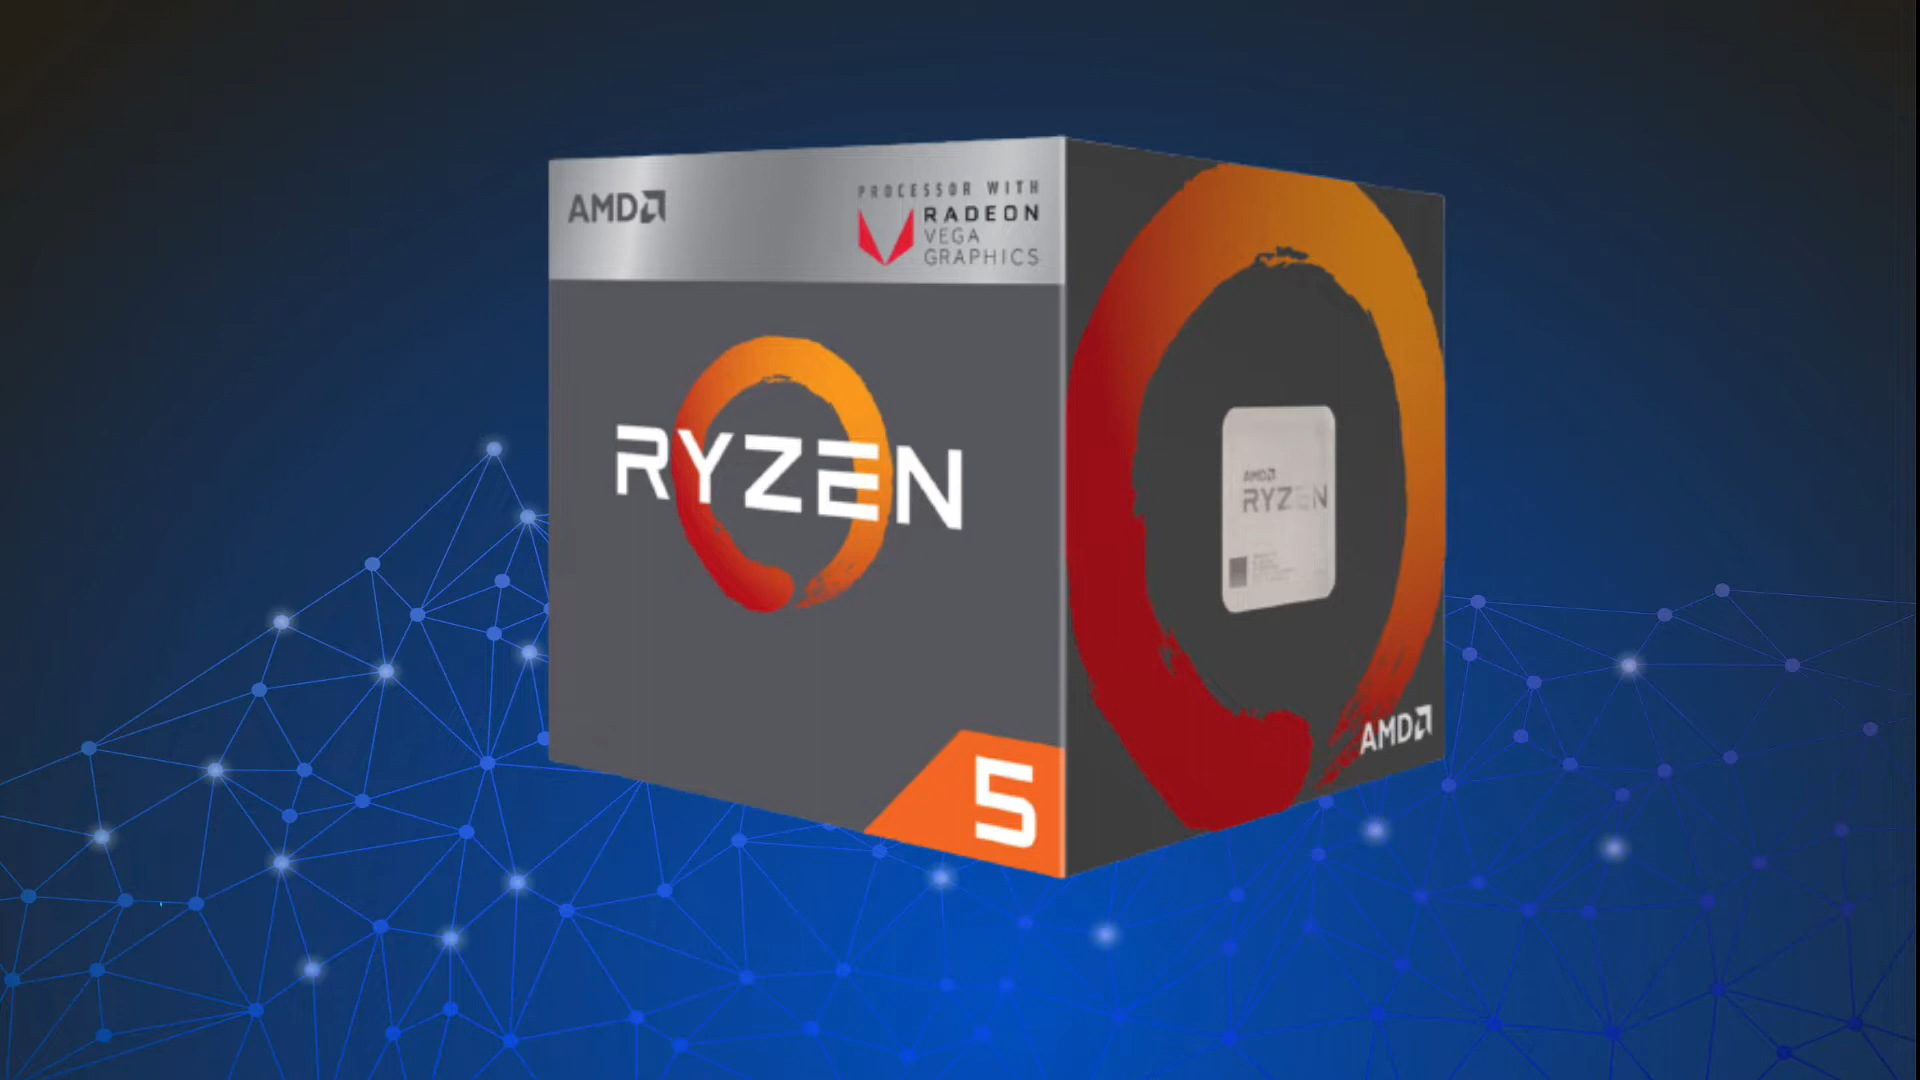 AMD
PROCESSOR WITH
RADEON
VEGA
GRAPHICS
RYZEN
5
AMD
RYZEN
AMD